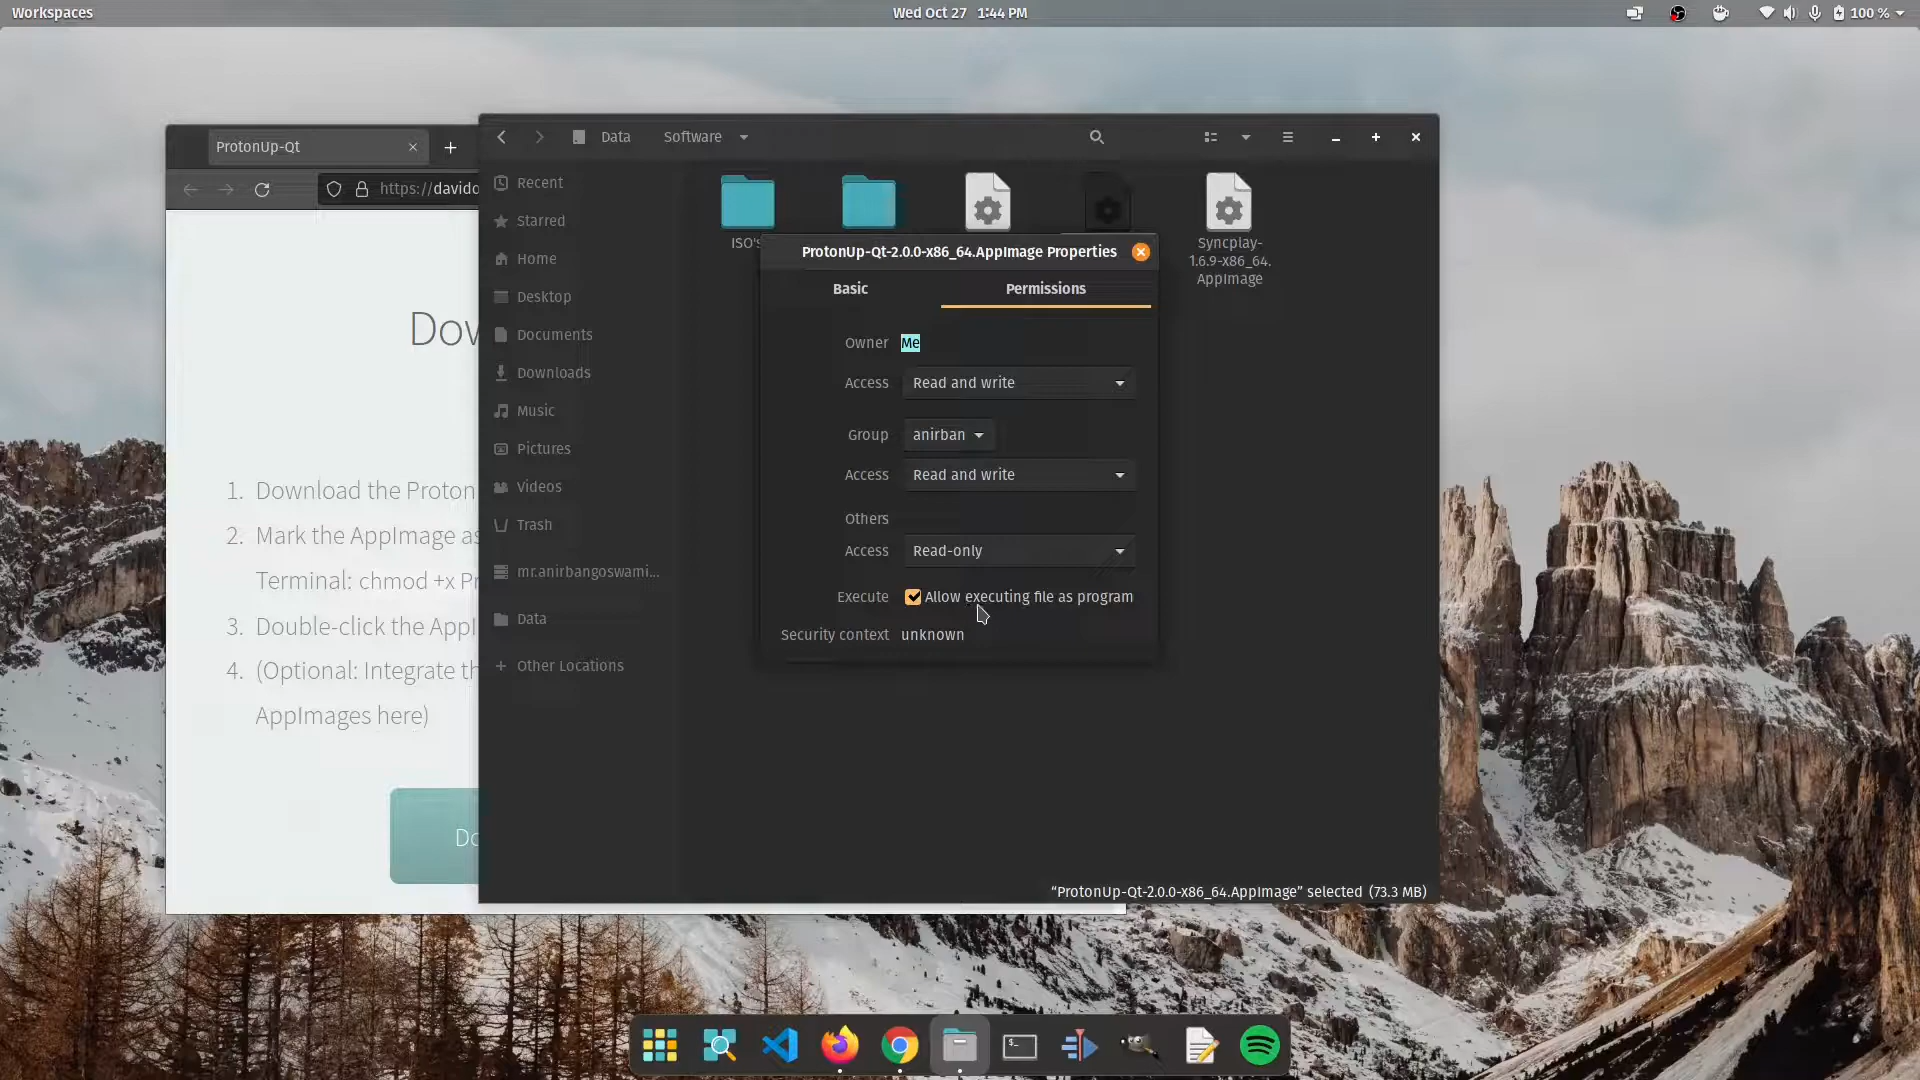 Workspaces
Wed Oct 27 1:44 PM
100 %
ProtonUp-Qt
https://davido
Dow
1. Download the Proton
2. Mark the AppImage as
Terminal: chmod +x Pr
3. Double-click the AppI
4. (Optional: Integrate th
AppImages here)
Do
Data
Software
Recent
Starred
Home
Desktop
Documents
Downloads
Music
Pictures
Videos
Trash
mr.anirbangoswami...
Data
Other Locations
ISO's
Syncplay-
1.6.9-x86_64.
AppImage
ProtonUp-Qt-2.0.0-x86_64.AppImage Properties
Basic
Permissions
Owner Me
Access Read and write
Group anirban
Access Read and write
Others
Access Read-only
Execute Allow executing file as program
Security context unknown
“ProtonUp-Qt-2.0.0-x86_64.AppImage” selected (73.3 MB)